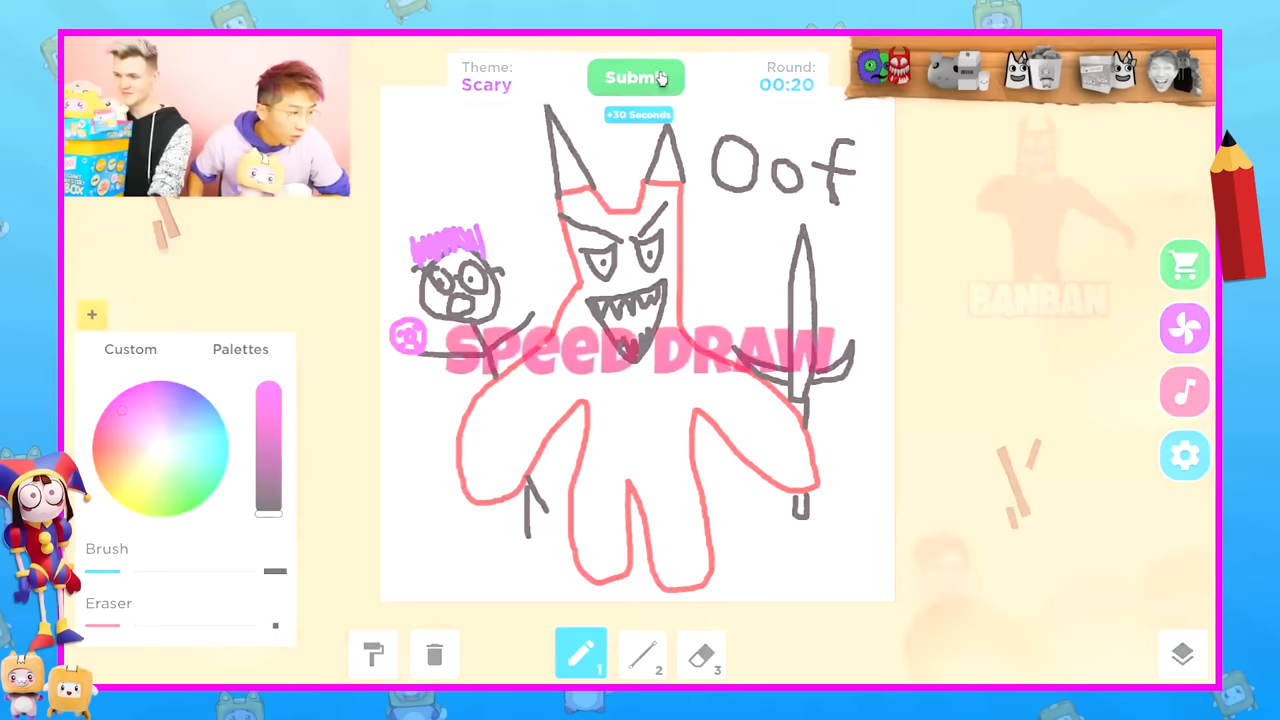 Theme:
Scary
Submit
Round:
00:20
+30 Seconds
Oof
SPEED DRAW
BANBAN
+
Custom
Palettes
Brush
Eraser
1
2
3
BOX